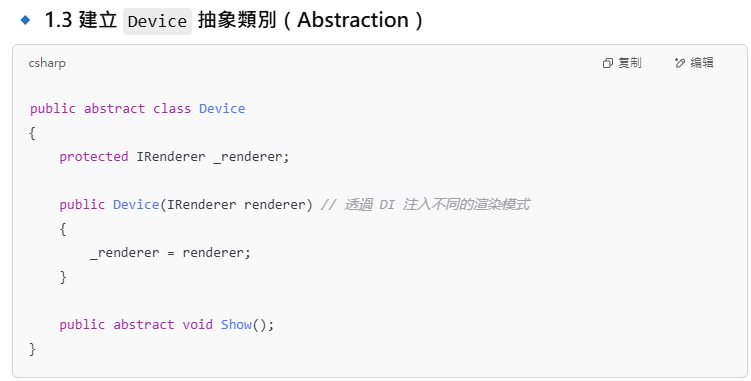 1.3 建立 Device 抽象類別（Abstraction）
csharp 复制 编辑
public abstract class Device
{
    protected IRenderer _renderer;

    public Device(IRenderer renderer) // 透過 DI 注入不同的渲染模式
    {
        _renderer = renderer;
    }

    public abstract void Show();
}